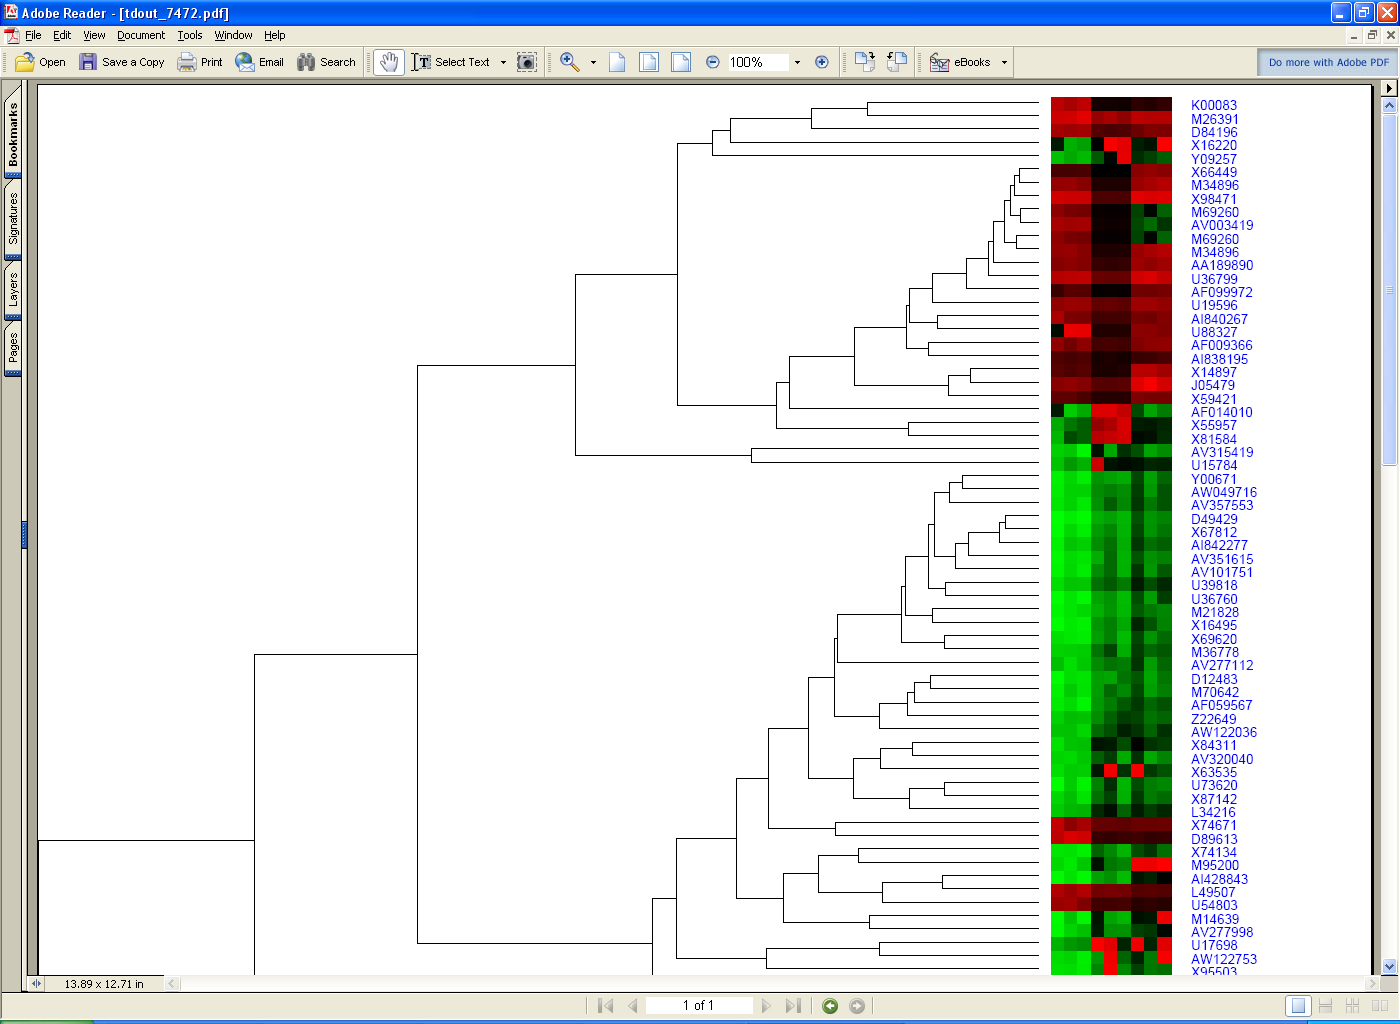 Adobe Reader - [tdout_7472.pdf]
File Edit View Document Tools Window Help
Open Save a Copy Print Email Search Select Text 100% eBooks Do more with Adobe PDF
Bookmarks
Signatures
Layers
Pages
K00083
M26391
D84196
X16220
Y09257
X66449
M34896
X98471
M69260
AV003419
M69260
M34896
AA189890
U36799
AF099972
U19596
AI840267
U88327
AF009366
AI838195
X14897
J05479
X59421
AF014010
X55957
X81584
AV315419
U15784
Y00671
AW049716
AV357553
D49429
X67812
AI842277
AV351615
AV101751
U39818
U36760
M21828
X16495
X69620
M36778
AV277112
D12483
M70642
AF059567
Z22649
AW122036
X84311
AV320040
X63535
U73620
X87142
L34216
X74671
D89613
X74134
M95200
AI428843
L49507
U54803
M14639
AV277998
U17698
AW122753
X95503
13.89 x 12.71 in
1 of 1